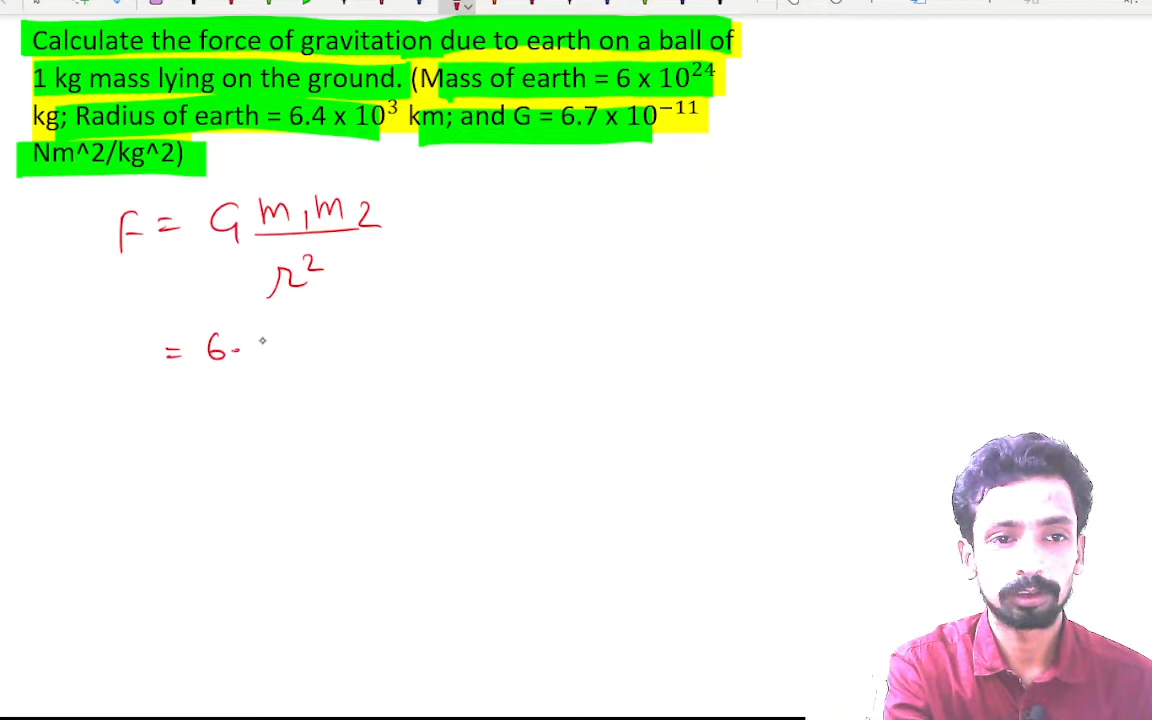 Calculate the force of gravitation due to earth on a ball of
1 kg mass lying on the ground. (Mass of earth = 6 x 10^24
kg; Radius of earth = 6.4 x 10^3 km; and G = 6.7 x 10^−11
Nm^2/kg^2)
F = G m1m2
r^2
= 6.